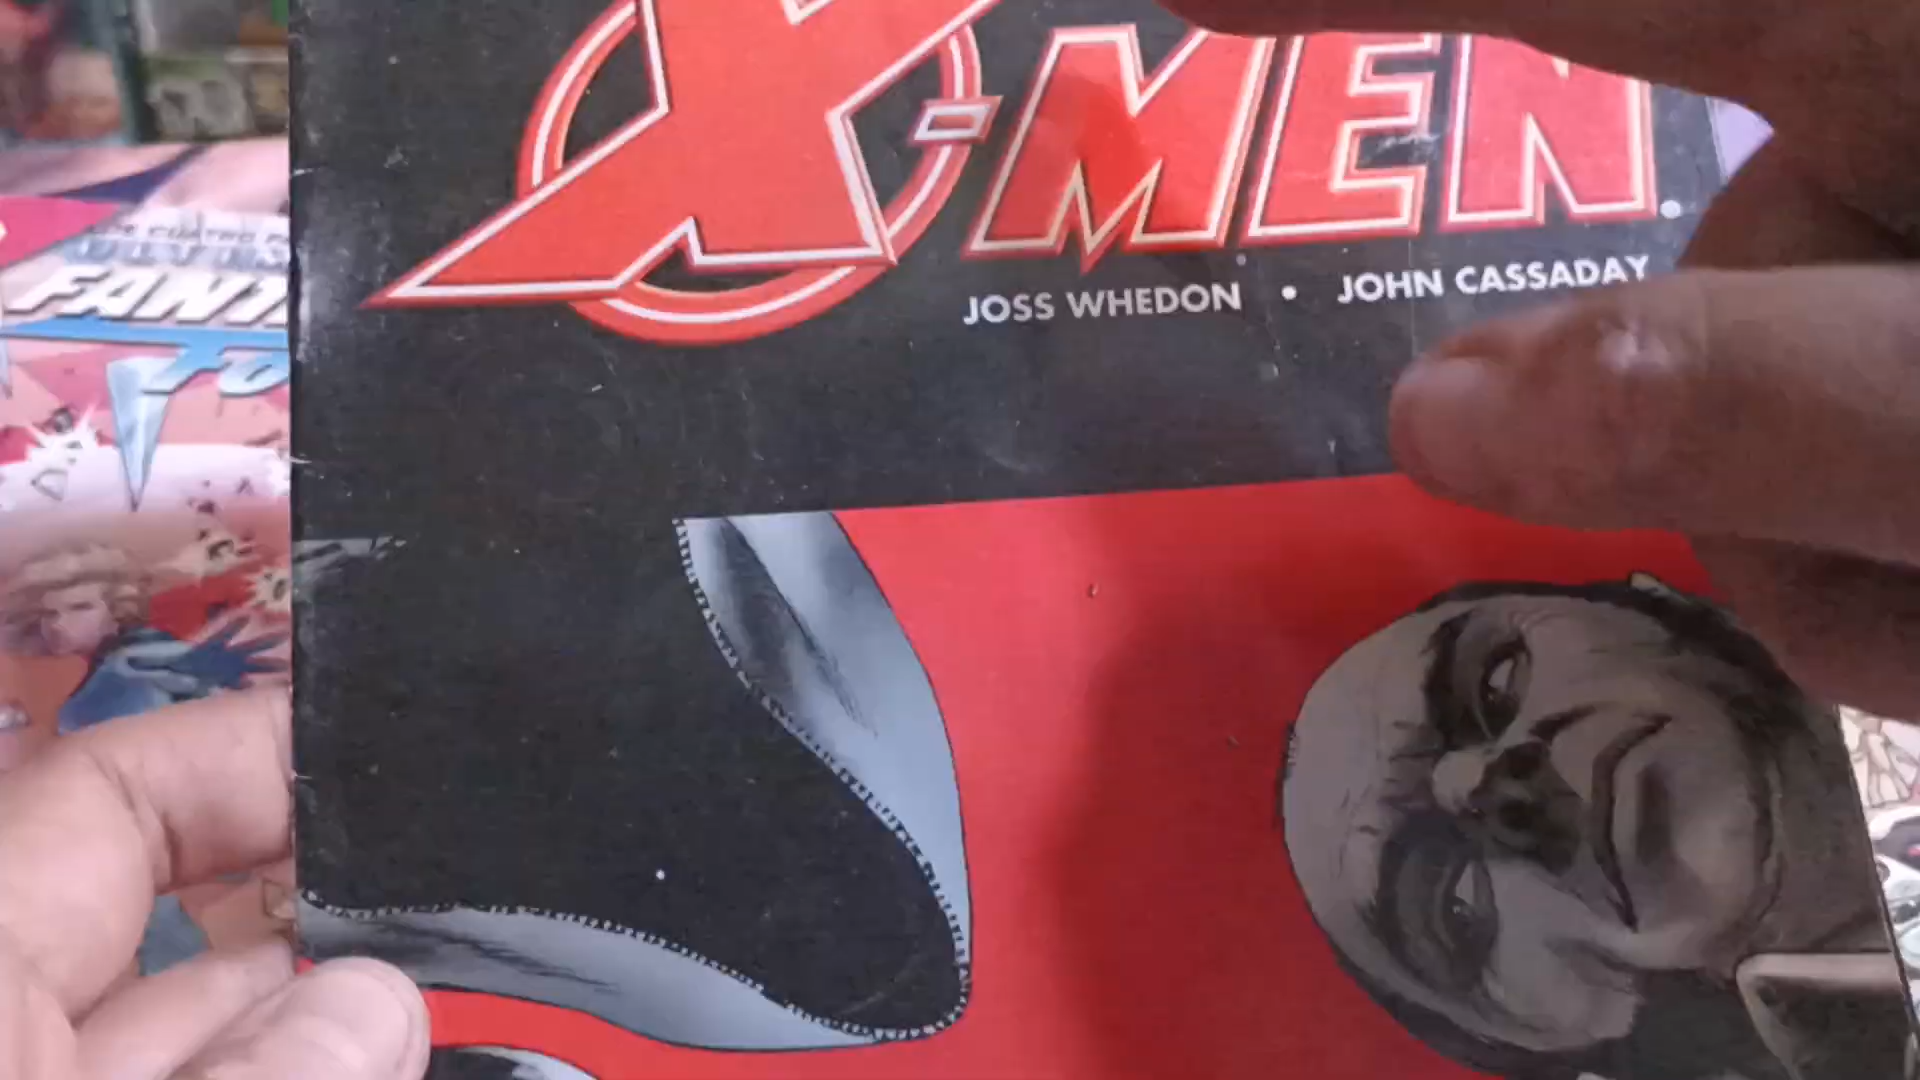 X-MEN
JOSS WHEDON • JOHN CASSADAY
FANT